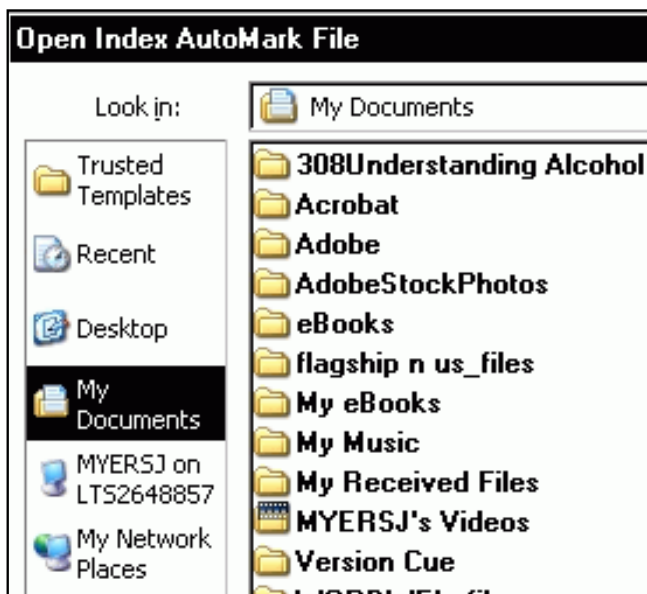 Open Index AutoMark File
Look in:
My Documents
Trusted
Templates
Recent
Desktop
My
Documents
MYERSJ on
LTS2648857
My Network
Places
308Understanding Alcohol
Acrobat
Adobe
AdobeStockPhotos
eBooks
flagship n us_files
My eBooks
My Music
My Received Files
MYERSJ's Videos
Version Cue